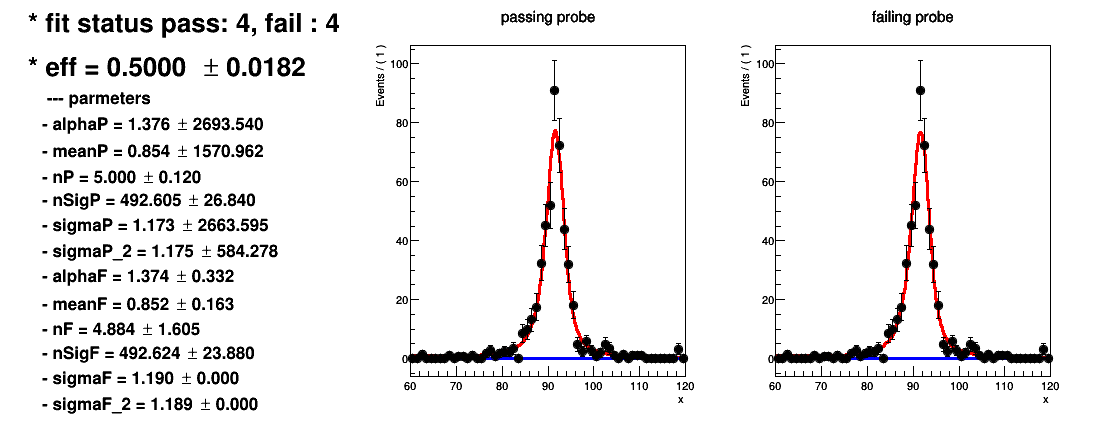 * fit status pass: 4, fail : 4
* eff = 0.5000 ± 0.0182
--- parmeters
- alphaP = 1.376 ± 2693.540
- meanP = 0.854 ± 1570.962
- nP = 5.000 ± 0.120
- nSigP = 492.605 ± 26.840
- sigmaP = 1.173 ± 2663.595
- sigmaP_2 = 1.175 ± 584.278
- alphaF = 1.374 ± 0.332
- meanF = 0.852 ± 0.163
- nF = 4.884 ± 1.605
- nSigF = 492.624 ± 23.880
- sigmaF = 1.190 ± 0.000
- sigmaF_2 = 1.189 ± 0.000
passing probe
Events / ( 1 )
100
80
60
40
20
0
60 70 80 90 100 110 120
x
failing probe
Events / ( 1 )
100
80
60
40
20
0
60 70 80 90 100 110 120
x